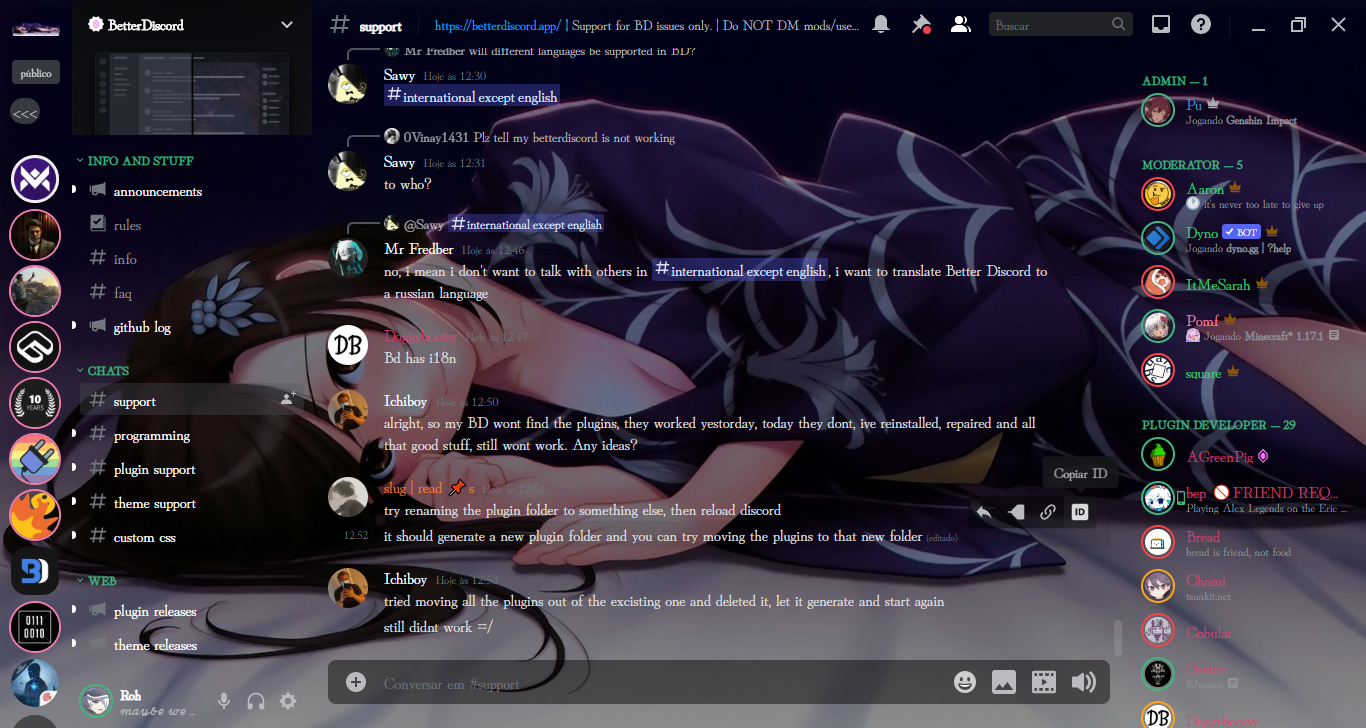 público
<<<
BetterDiscord
INFO AND STUFF
announcements
rules
info
faq
github log
CHATS
support
programming
plugin support
theme support
custom css
WEB
plugin releases
theme releases
10
YEARS
0111
0010
Roh
maybe we ...
support
https://betterdiscord.app/ | Support for BD issues only. | Do NOT DM mods/use...
Buscar
Mr Fredber will different languages be supported in BD?
Sawy Hoje às 12:30
#international except english
0Vinay1431 Plz tell my betterdiscord is not working
Sawy Hoje às 12:31
to who?
@Sawy #international except english
Mr Fredber Hoje às 12:46
no, i mean i don't want to talk with others in #international except english, i want to translate Better Discord to
a russian language
DB
Doggybootsy Hoje às 12:47
Bd has i18n
Ichiboy Hoje às 12:50
alright, so my BD wont find the plugins, they worked yestorday, today they dont, ive reinstalled, repaired and all
that good stuff, still wont work. Any ideas?
slug | read 📌 s Hoje às 12:52
try renaming the plugin folder to something else, then reload discord
12:52 it should generate a new plugin folder and you can try moving the plugins to that new folder (editado)
Copiar ID
ID
Ichiboy Hoje às 12:53
tried moving all the plugins out of the excisting one and deleted it, let it generate and start again
still didnt work =/
Conversar em #support
ADMIN — 1
Pu
Jogando Genshin Impact
MODERATOR — 5
Aaron
it's never too late to give up
Dyno ✓ BOT
Jogando dyno.gg | ?help
ItMeSarah
Pomf
Jogando Minecraft* 1.17.1
square
PLUGIN DEVELOPER — 29
AGreenPig
bep 🚫 FRIEND REQ...
Playing Alex Legends on the Eric ...
Bread
bread is friend, not food
Chami
tsunkit.net
Cobular
#Justice
DB
Doggybootsy